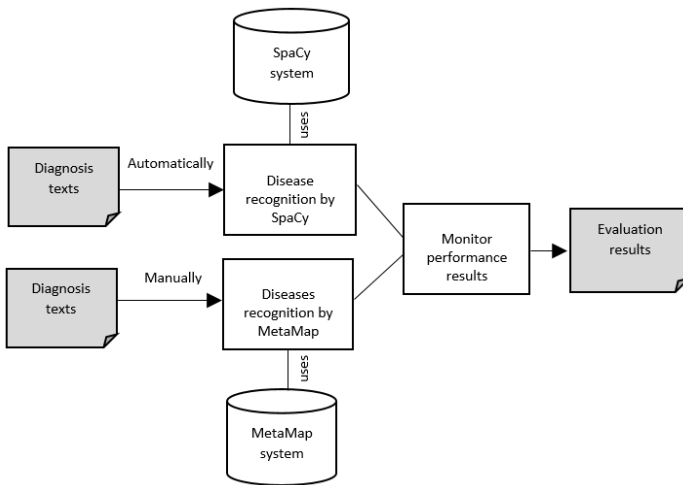 SpaCy
system
uses
Diagnosis
texts
Automatically
Disease
recognition by
SpaCy
Monitor
performance
results
Evaluation
results
Diagnosis
texts
Manually
Diseases
recognition by
MetaMap
uses
MetaMap
system